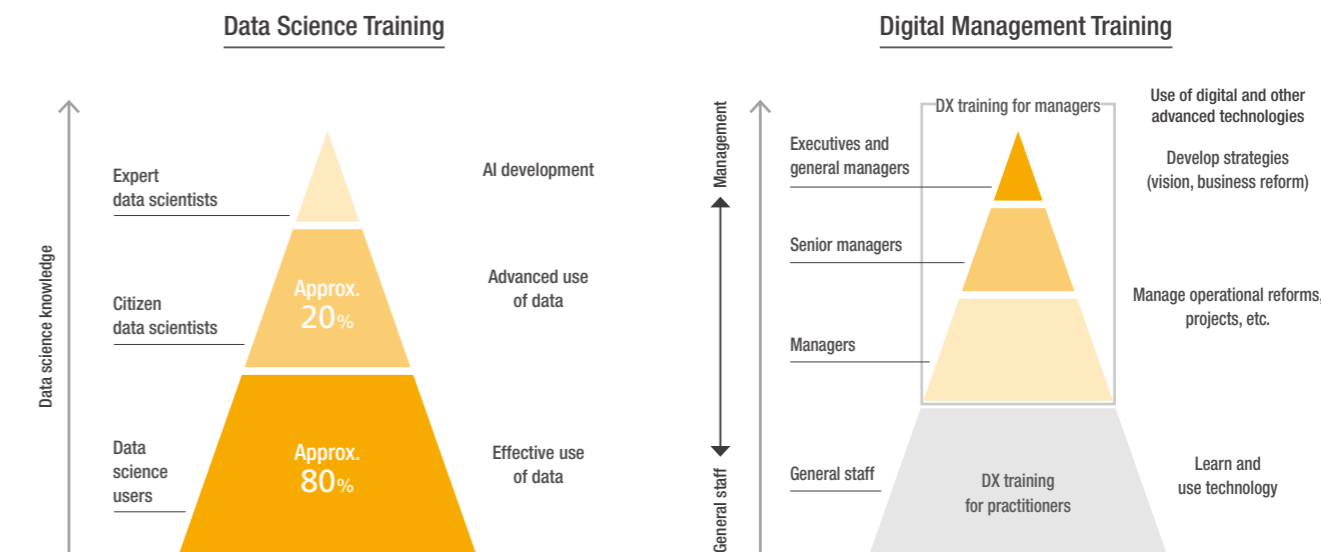 Data Science Training
Data science knowledge
Expert
data scientists
AI development
Citizen
data scientists
Approx.
20%
Advanced use
of data
Data
science
users
Approx.
80%
Effective use
of data
Digital Management Training
Management
General staff
DX training for managers
Use of digital and other
advanced technologies
Executives and
general managers
Develop strategies
(vision, business reform)
Senior managers
Manage operational reforms,
projects, etc.
Managers
General staff
DX training
for practitioners
Learn and
use technology